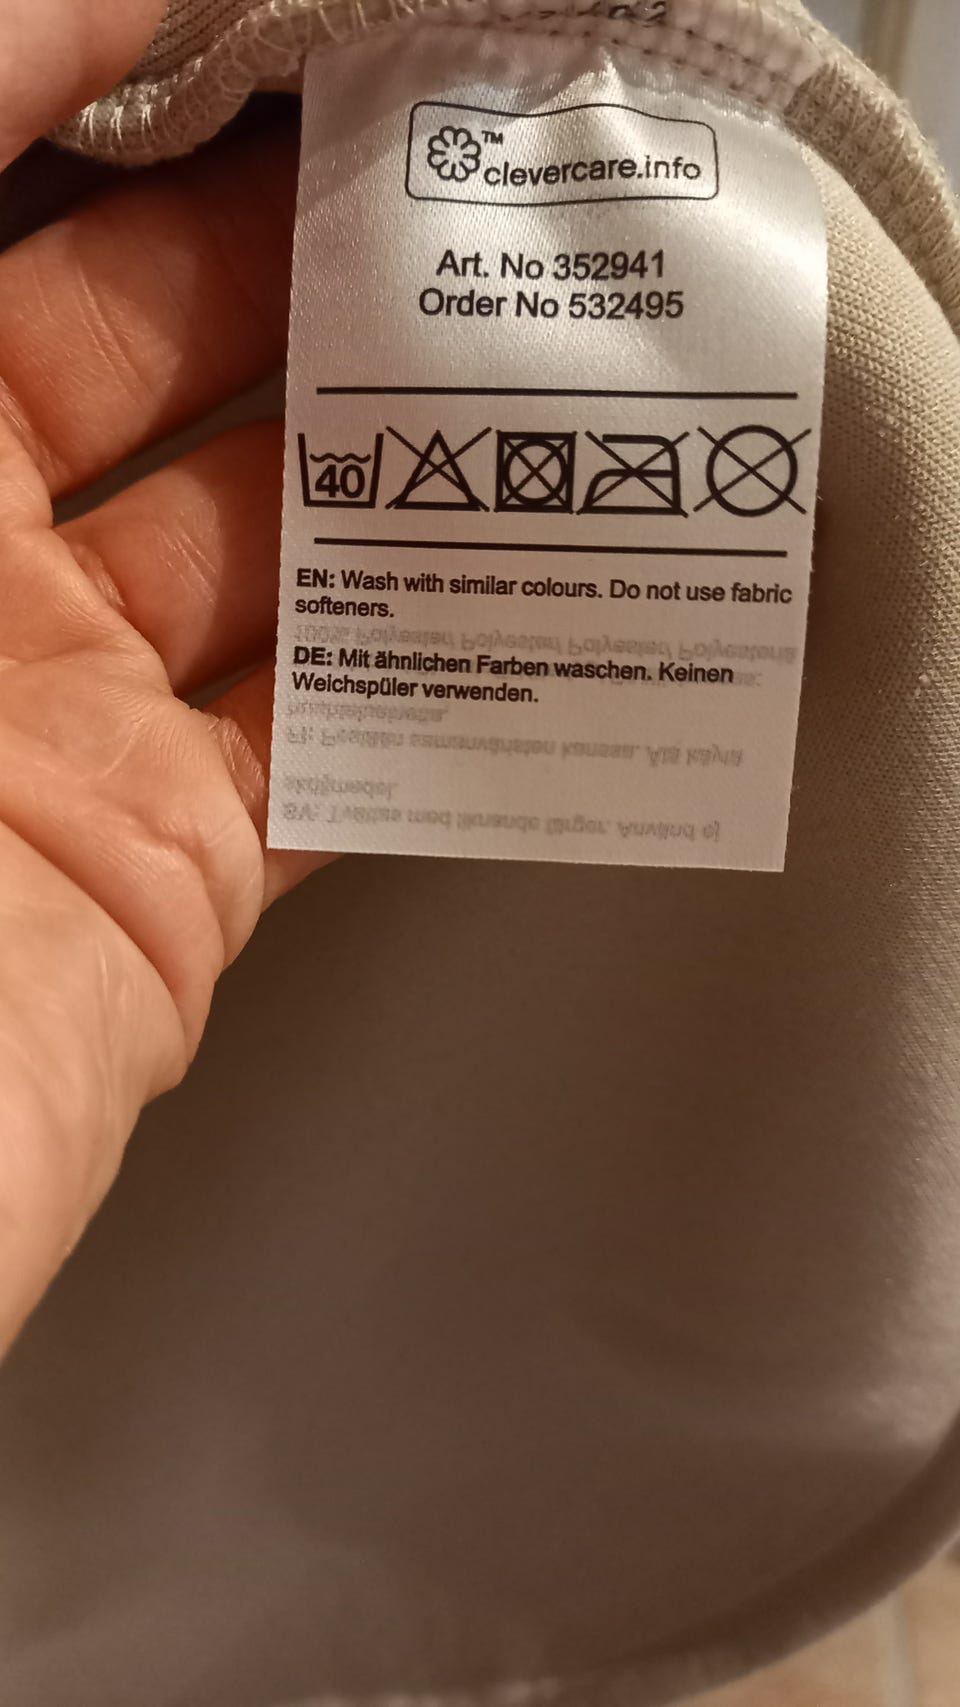 ™
clevercare.info
Art. No 352941
Order No 532495
40
EN: Wash with similar colours. Do not use fabric
softeners.
DE: Mit ähnlichen Farben waschen. Keinen
Weichspüler verwenden.